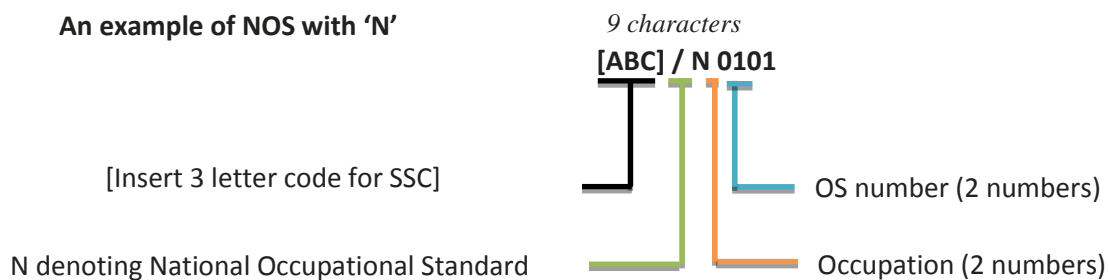 An example of NOS with ‘N’
9 characters
[ABC] / N 0101
[Insert 3 letter code for SSC]
OS number (2 numbers)
N denoting National Occupational Standard
Occupation (2 numbers)